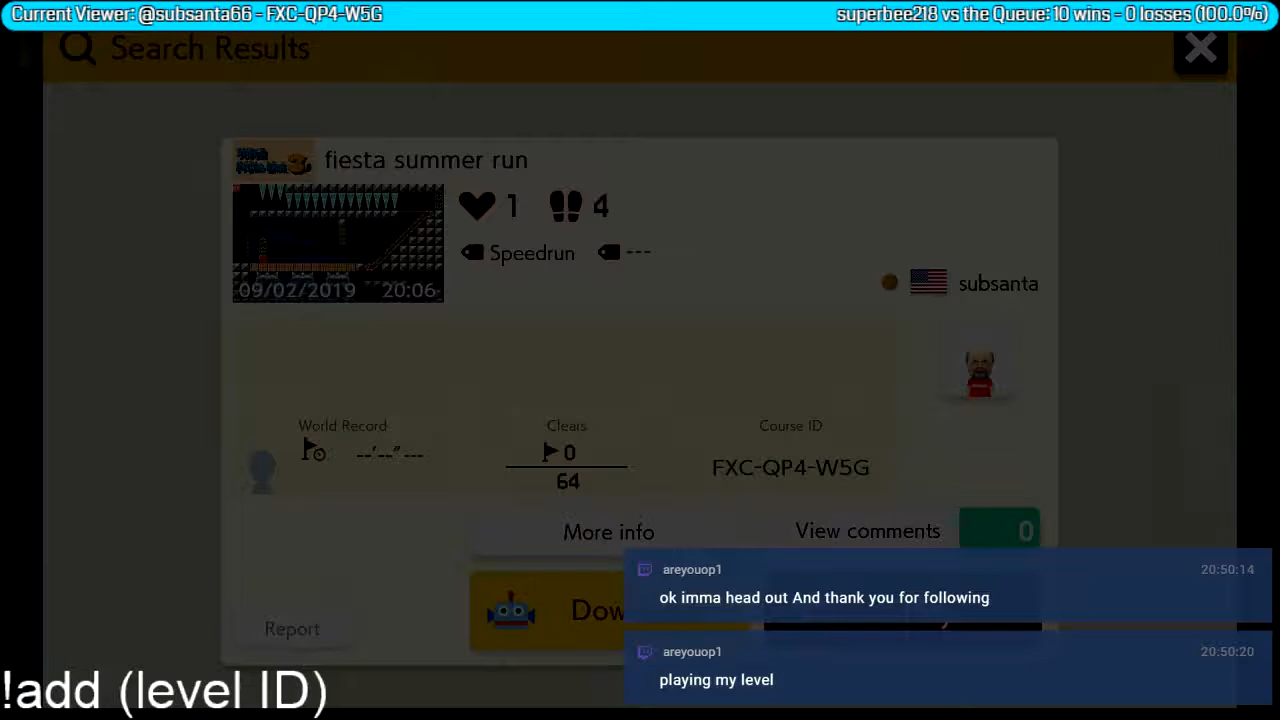 Current Viewer: @subsanta66 - FXC-QP4-W5G
superbee218 vs the Queue: 10 wins - 0 losses (100.0%)
Search Results
fiesta summer run
1
4
Speedrun
---
09/02/2019 20:06
subsanta
World Record
Clears
Course ID
--'--"---
0
64
FXC-QP4-W5G
More info
View comments
0
Dow
Report
areyouop1
20:50:14
ok imma head out And thank you for following
areyouop1
20:50:20
playing my level
!add (level ID)